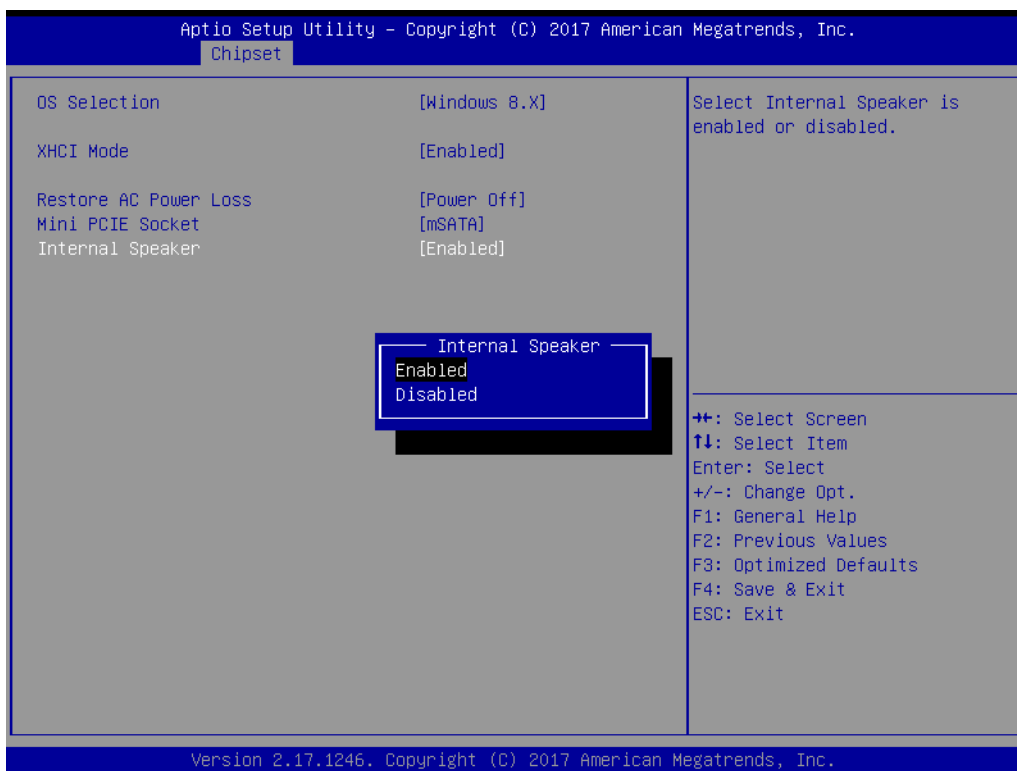 Aptio Setup Utility – Copyright (C) 2017 American Megatrends, Inc.
Chipset
OS Selection [Windows 8.X]
XHCI Mode [Enabled]
Restore AC Power Loss [Power Off]
Mini PCIE Socket [mSATA]
Internal Speaker [Enabled]
Internal Speaker
Enabled
Disabled
Select Internal Speaker is
enabled or disabled.
→←: Select Screen
↑↓: Select Item
Enter: Select
+/-: Change Opt.
F1: General Help
F2: Previous Values
F3: Optimized Defaults
F4: Save & Exit
ESC: Exit
Version 2.17.1246. Copyright (C) 2017 American Megatrends, Inc.